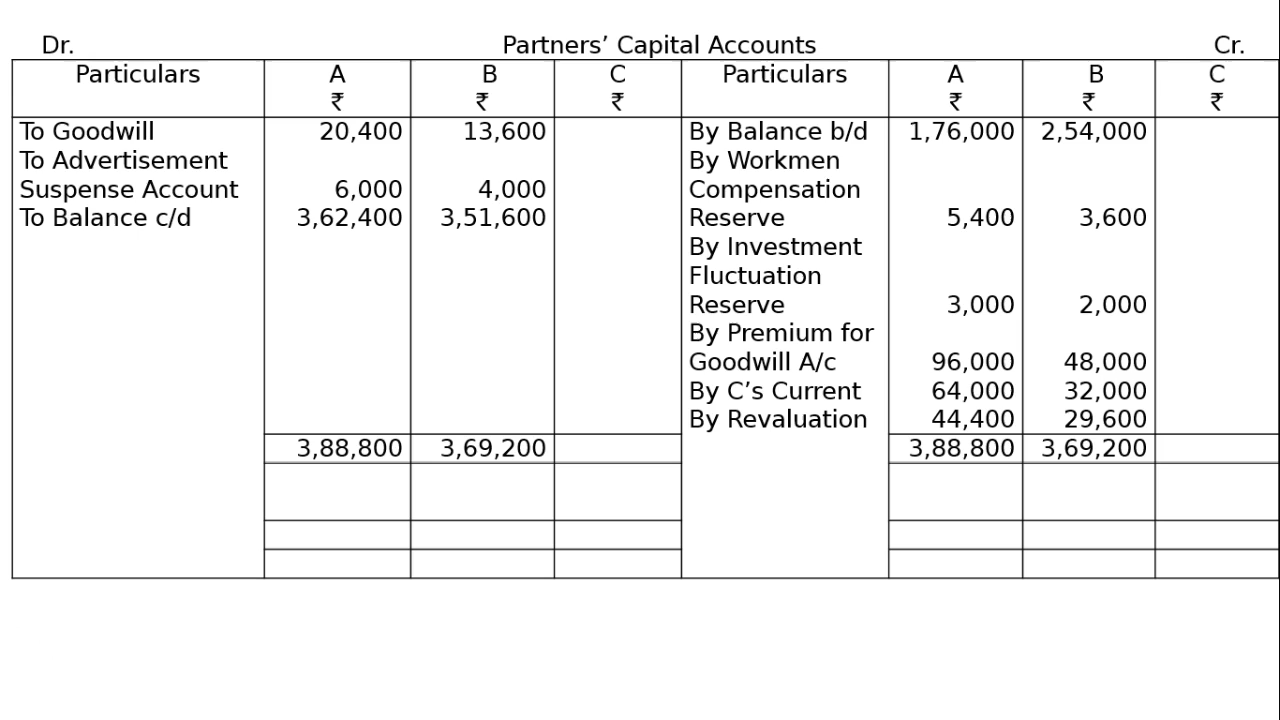 Dr. Partners’ Capital Accounts Cr.
Particulars A B C Particulars A B C
₹ ₹ ₹ ₹ ₹ ₹
To Goodwill 20,400 13,600 By Balance b/d 1,76,000 2,54,000
To Advertisement By Workmen
Suspense Account 6,000 4,000 Compensation
To Balance c/d 3,62,400 3,51,600 Reserve 5,400 3,600
By Investment
Fluctuation
Reserve 3,000 2,000
By Premium for
Goodwill A/c 96,000 48,000
By C’s Current 64,000 32,000
By Revaluation 44,400 29,600
3,88,800 3,69,200 3,88,800 3,69,200